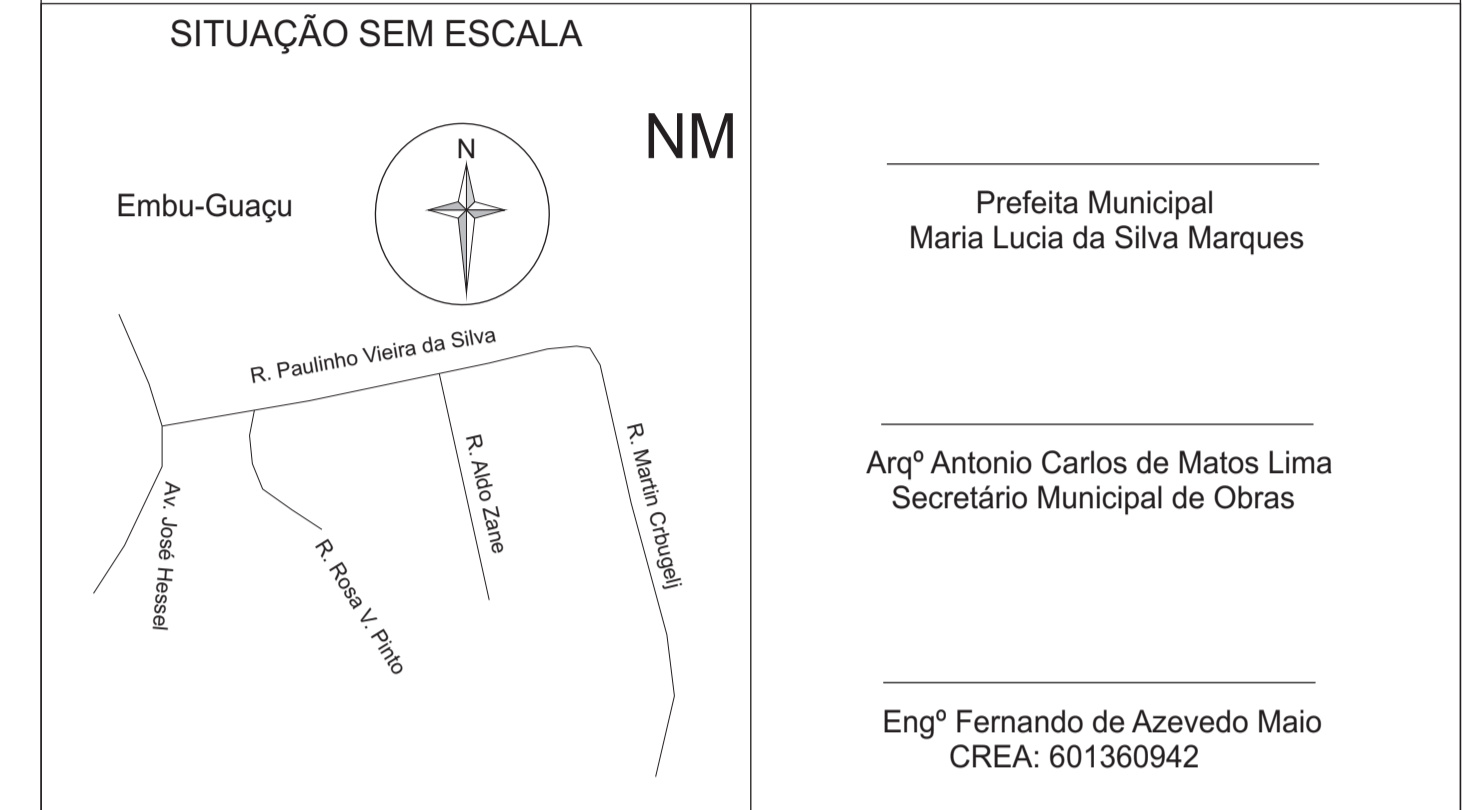 SITUAÇÃO SEM ESCALA
NM
N
Embu-Guaçu
R. Paulinho Vieira da Silva
Av. José Hessel
R. Rosa V. Pinto
R. Aldo Zane
R. Martin Crbugelj
Prefeita Municipal
Maria Lucia da Silva Marques
Arqº Antonio Carlos de Matos Lima
Secretário Municipal de Obras
Engº Fernando de Azevedo Maio
CREA: 601360942